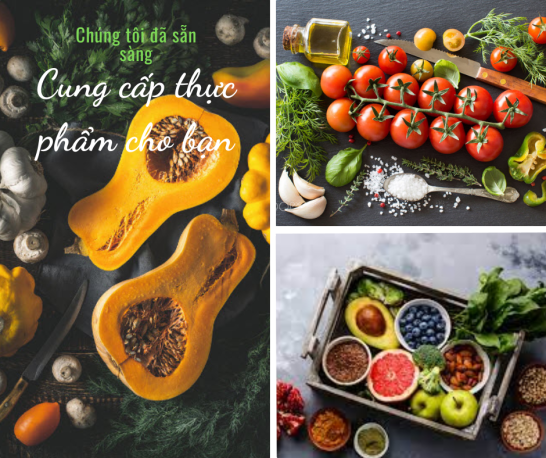 Chúng tôi đã sẵn
sàng
Cung cấp thực
phẩm cho bạn